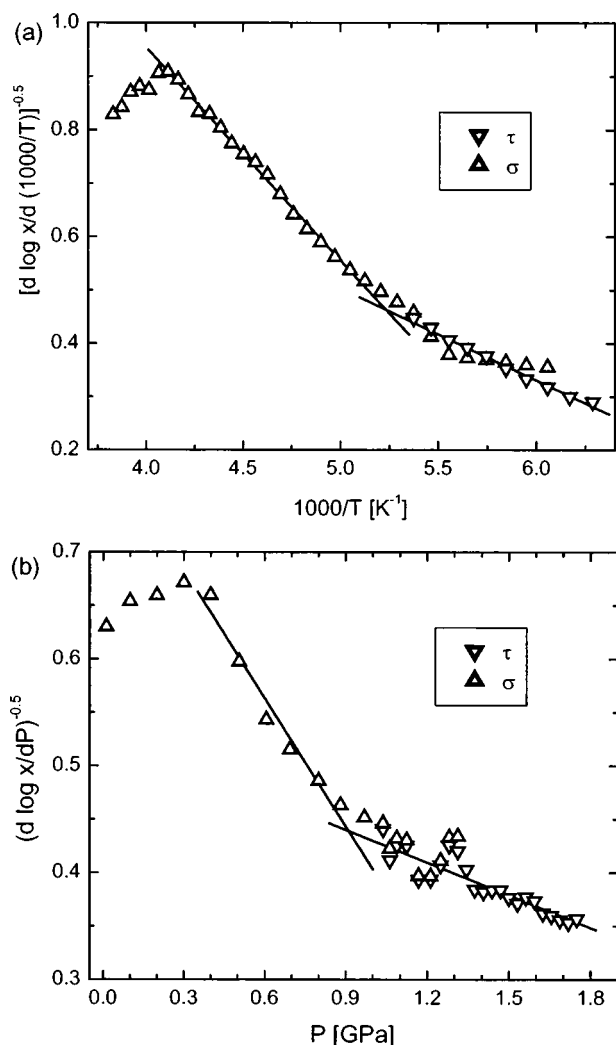 (a)
[d log x/d (1000/T)]^-0.5
1.0
0.8
0.6
0.4
0.2
τ
σ
4.0 4.5 5.0 5.5 6.0
1000/T [K^-1]
(b)
(d log x/dP)^-0.5
0.7
0.6
0.5
0.4
0.3
τ
σ
0.0 0.3 0.6 0.9 1.2 1.5 1.8
P [GPa]